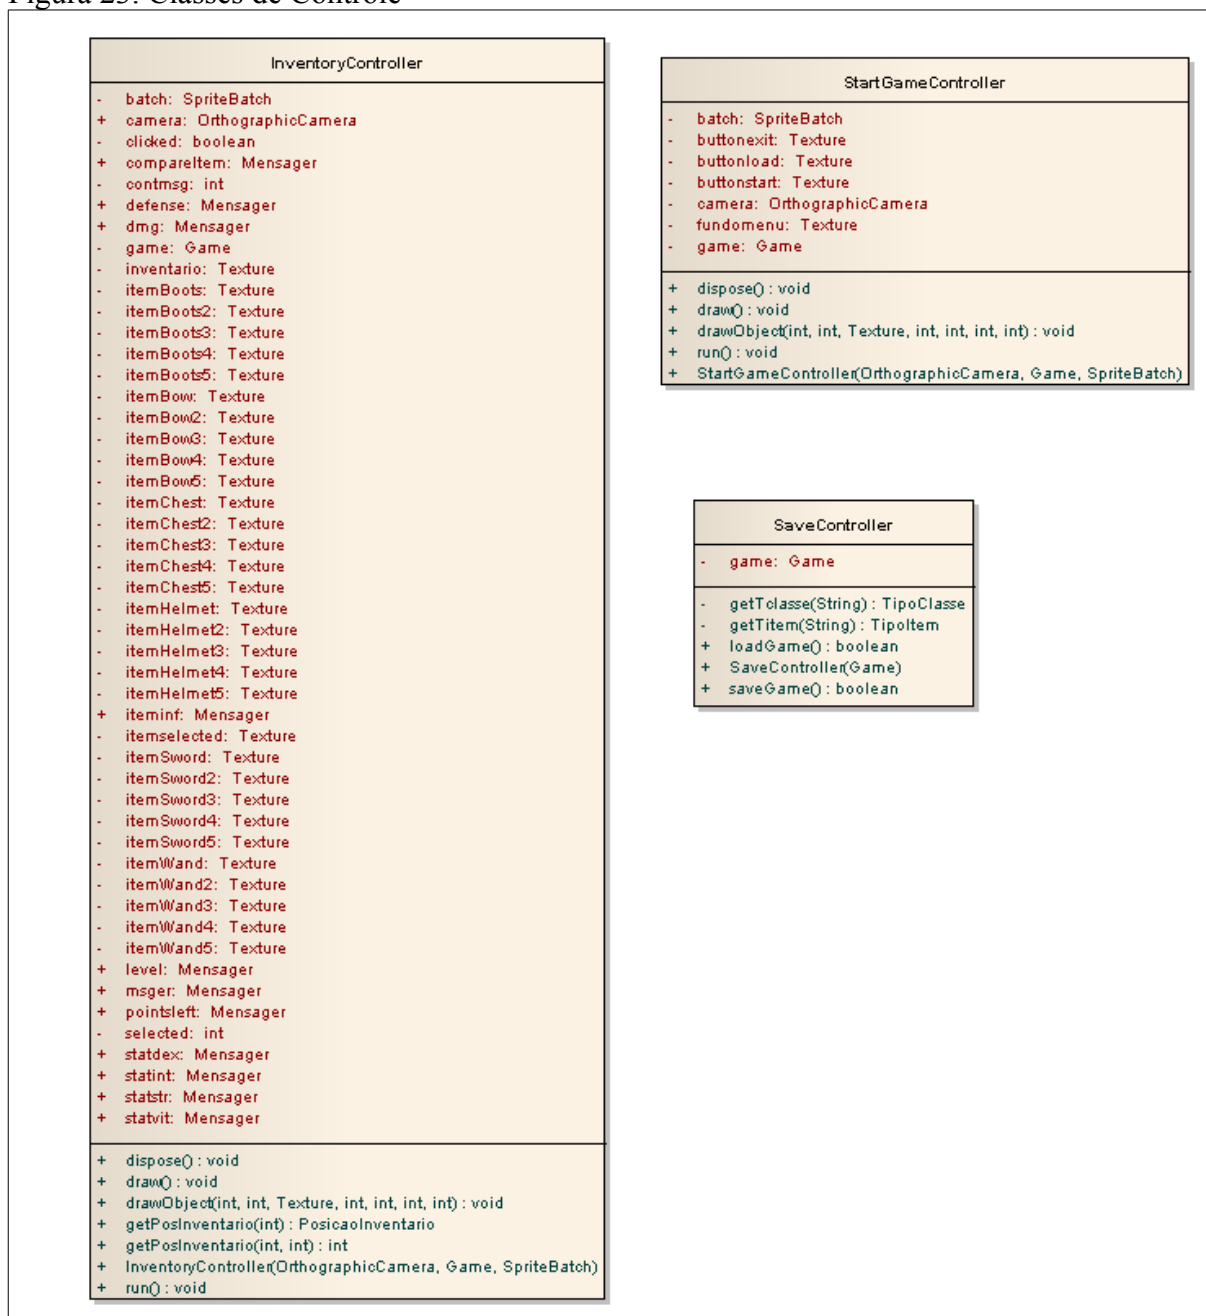 Figura 25: Classes de Controle
InventoryController
- batch: SpriteBatch
+ camera: OrthographicCamera
- clicked: boolean
+ compareItem: Mensager
- contmsg: int
+ defense: Mensager
+ dmg: Mensager
- game: Game
- inventario: Texture
- itemBoots: Texture
- itemBoots2: Texture
- itemBoots3: Texture
- itemBoots4: Texture
- itemBoots5: Texture
- itemBow: Texture
- itemBow2: Texture
- itemBow3: Texture
- itemBow4: Texture
- itemBow5: Texture
- itemChest: Texture
- itemChest2: Texture
- itemChest3: Texture
- itemChest4: Texture
- itemChest5: Texture
- itemHelmet: Texture
- itemHelmet2: Texture
- itemHelmet3: Texture
- itemHelmet4: Texture
- itemHelmet5: Texture
+ iteminf: Mensager
- itemselected: Texture
- itemSword: Texture
- itemSword2: Texture
- itemSword3: Texture
- itemSword4: Texture
- itemSword5: Texture
- itemWand: Texture
- itemWand2: Texture
- itemWand3: Texture
- itemWand4: Texture
- itemWand5: Texture
+ level: Mensager
+ msger: Mensager
+ pointsleft: Mensager
- selected: int
+ statdex: Mensager
+ statint: Mensager
+ statstr: Mensager
+ statvit: Mensager
+ dispose() : void
+ draw() : void
+ drawObject(int, int, Texture, int, int, int, int) : void
+ getPosInventario(int) : PosicaoInventario
+ getPosInventario(int, int) : int
+ InventoryController(OrthographicCamera, Game, SpriteBatch)
+ run() : void
StartGameController
- batch: SpriteBatch
- buttonexit: Texture
- buttonload: Texture
- buttonstart: Texture
- camera: OrthographicCamera
- fundomenu: Texture
- game: Game
+ dispose() : void
+ draw() : void
+ drawObject(int, int, Texture, int, int, int, int) : void
+ run() : void
+ StartGameController(OrthographicCamera, Game, SpriteBatch)
SaveController
- game: Game
- getTclasse(String) : TipoClasse
- getTitem(String) : TipoItem
+ loadGame() : boolean
+ SaveController(Game)
+ saveGame() : boolean